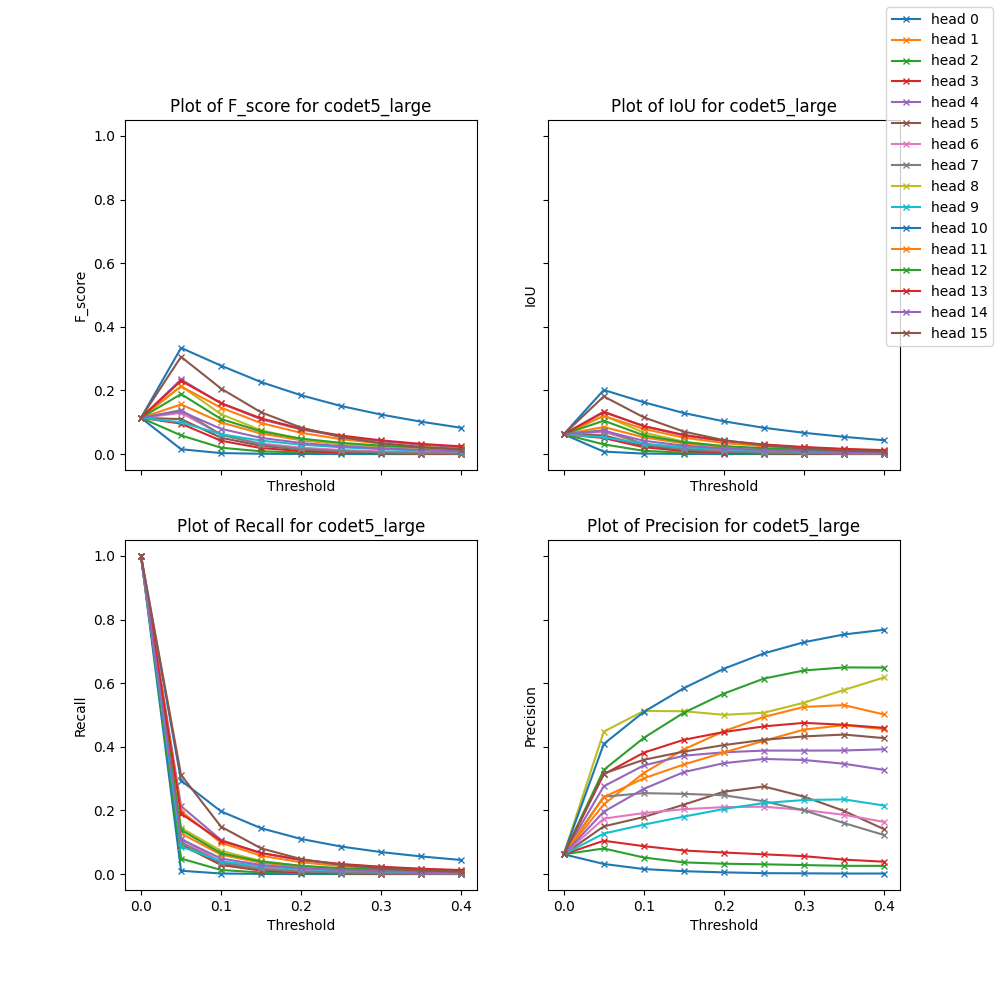 head 0
head 1
head 2
head 3
head 4
head 5
head 6
head 7
head 8
head 9
head 10
head 11
head 12
head 13
head 14
head 15
Plot of F_score for codet5_large
1.0
0.8
0.6
0.4
0.2
0.0
F_score
Threshold
Plot of IoU for codet5_large
IoU
Threshold
Plot of Recall for codet5_large
1.0
0.8
0.6
0.4
0.2
0.0
Recall
0.0 0.1 0.2 0.3 0.4
Threshold
Plot of Precision for codet5_large
Precision
0.0 0.1 0.2 0.3 0.4
Threshold